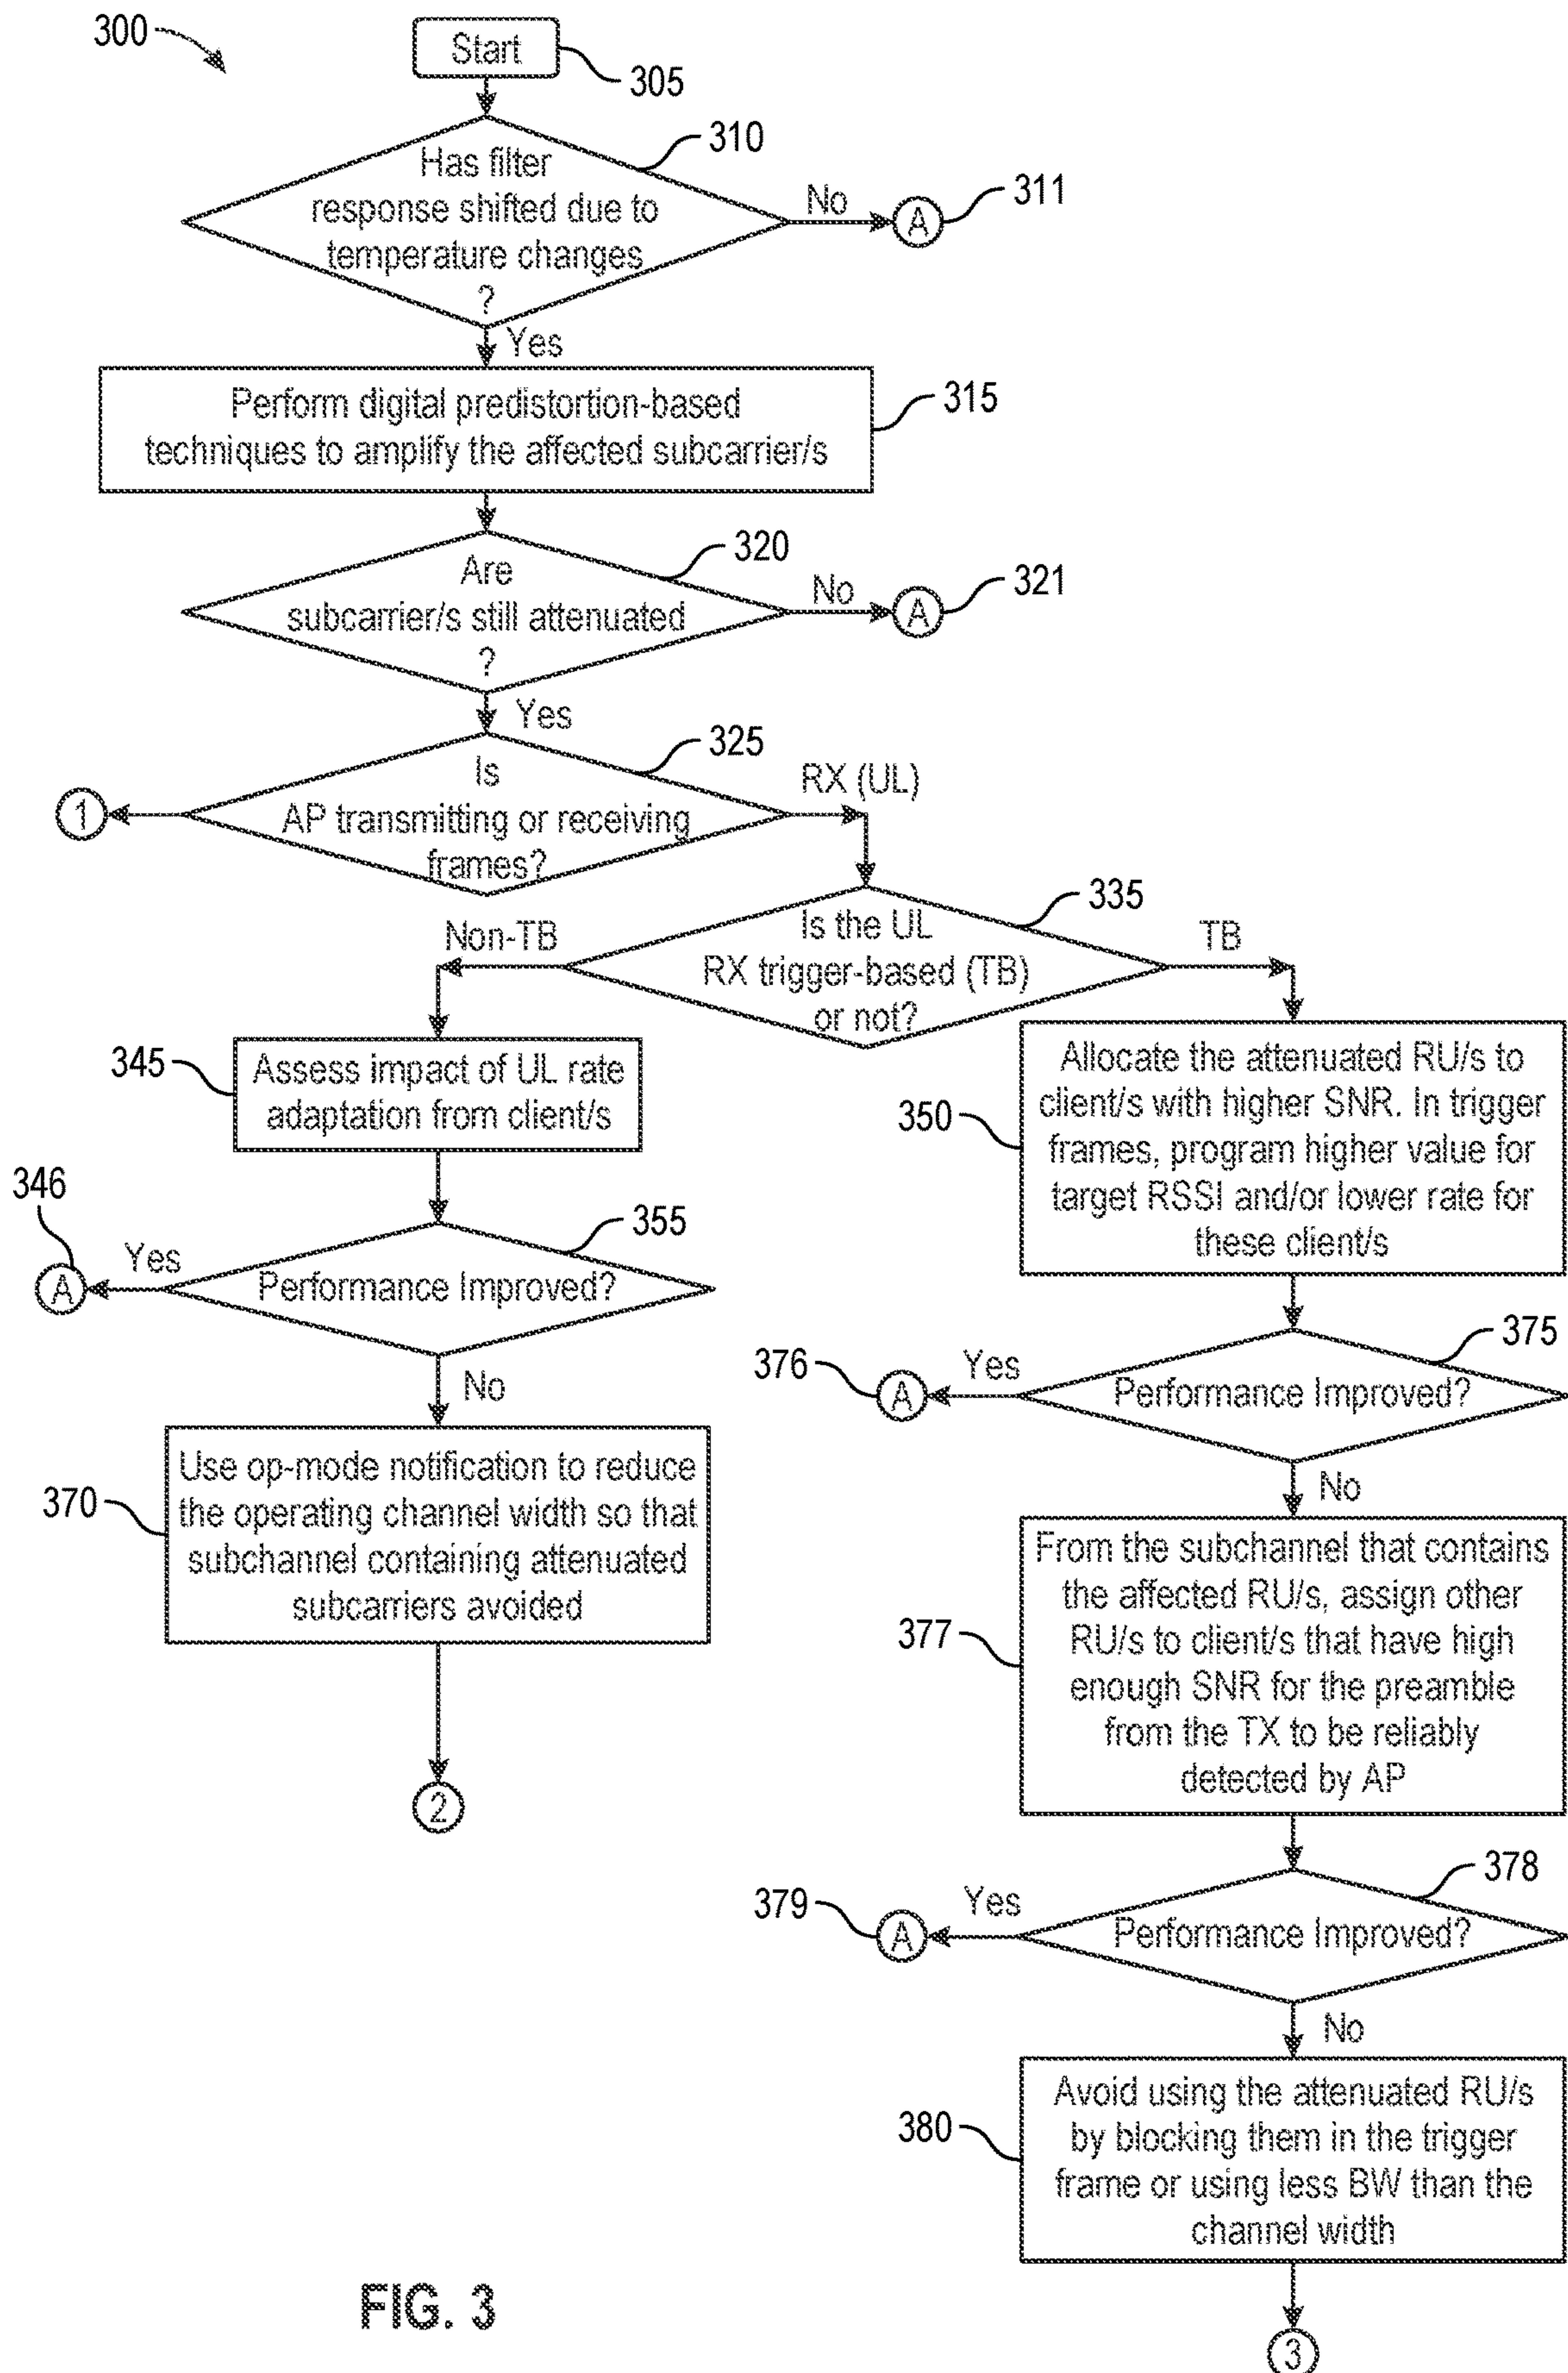 300
Start
305
310
Has filter
response shifted due to
temperature changes
?
No
A
311
Yes
Perform digital predistortion-based
techniques to amplify the affected subcarrier/s
315
320
Are
subcarrier/s still attenuated
?
No
A
321
Yes
325
Is
AP transmitting or receiving
frames?
1
RX (UL)
335
Is the UL
RX trigger-based (TB)
or not?
Non-TB
TB
345
Assess impact of UL rate
adaptation from client/s
350
Allocate the attenuated RU/s to
client/s with higher SNR. In trigger
frames, program higher value for
target RSSI and/or lower rate for
these client/s
346
A
Yes
355
Performance Improved?
No
370
Use op-mode notification to reduce
the operating channel width so that
subchannel containing attenuated
subcarriers avoided
2
376
A
Yes
375
Performance Improved?
No
377
From the subchannel that contains
the affected RU/s, assign other
RU/s to client/s that have high
enough SNR for the preamble
from the TX to be reliably
detected by AP
379
A
Yes
378
Performance Improved?
No
380
Avoid using the attenuated RU/s
by blocking them in the trigger
frame or using less BW than the
channel width
3
FIG. 3